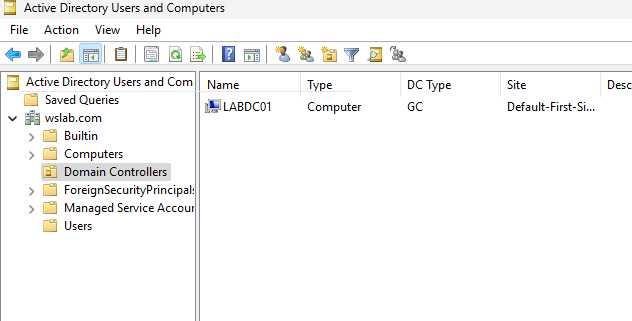 Active Directory Users and Computers
File Action View Help
Active Directory Users and Com
Saved Queries
wslab.com
Builtin
Computers
Domain Controllers
ForeignSecurityPrincipals
Managed Service Accour
Users
Name Type DC Type Site Desc
LABDC01 Computer GC Default-First-Si...